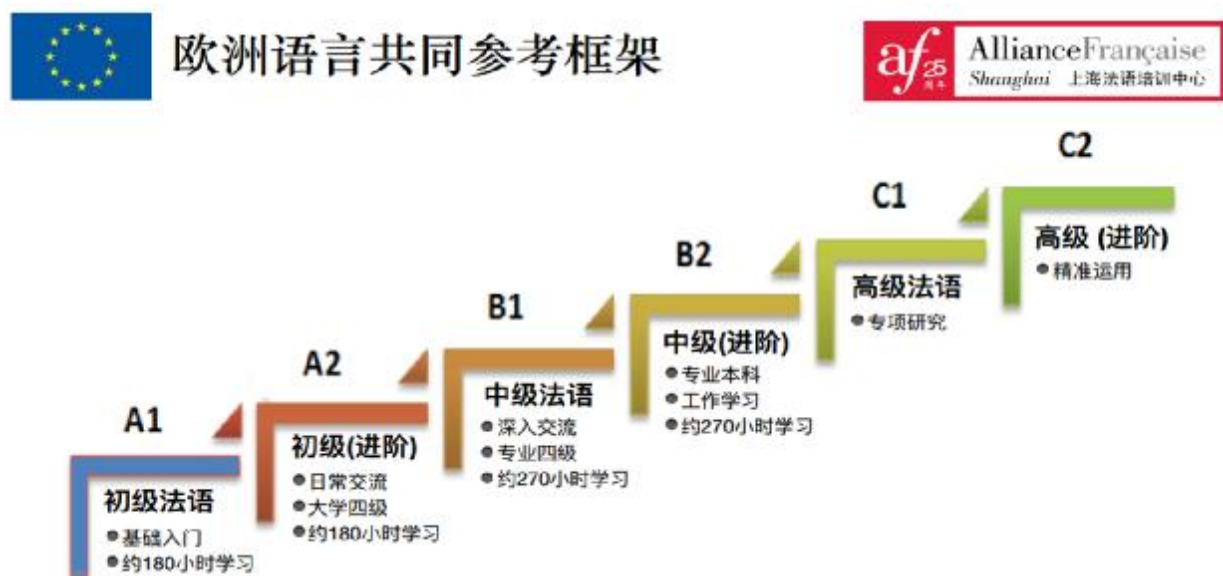 欧洲语言共同参考框架
af 25
周年
AllianceFrançaise
Shanghai 上海法语培训中心
A1
初级法语
●基础入门
●约180小时学习
A2
初级(进阶)
●日常交流
●大学四级
●约180小时学习
B1
中级法语
●深入交流
●专业四级
●约270小时学习
B2
中级(进阶)
●专业本科
●工作学习
●约270小时学习
C1
高级法语
●专项研究
C2
高级 (进阶)
●精准运用